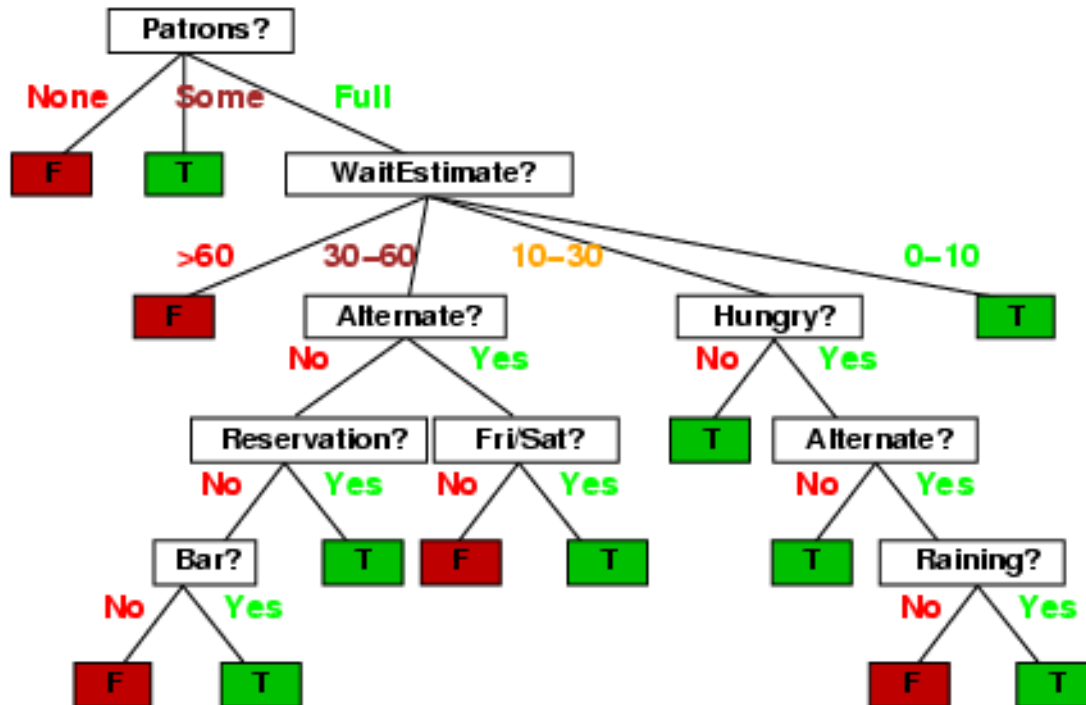 Patrons?
None Some Full
F T WaitEstimate?
>60 30–60 10–30 0–10
F Alternate? Hungry? T
No Yes No Yes
Reservation? Fri/Sat? T Alternate?
No Yes No Yes No Yes
Bar? T F T T Raining?
No Yes No Yes
F T F T